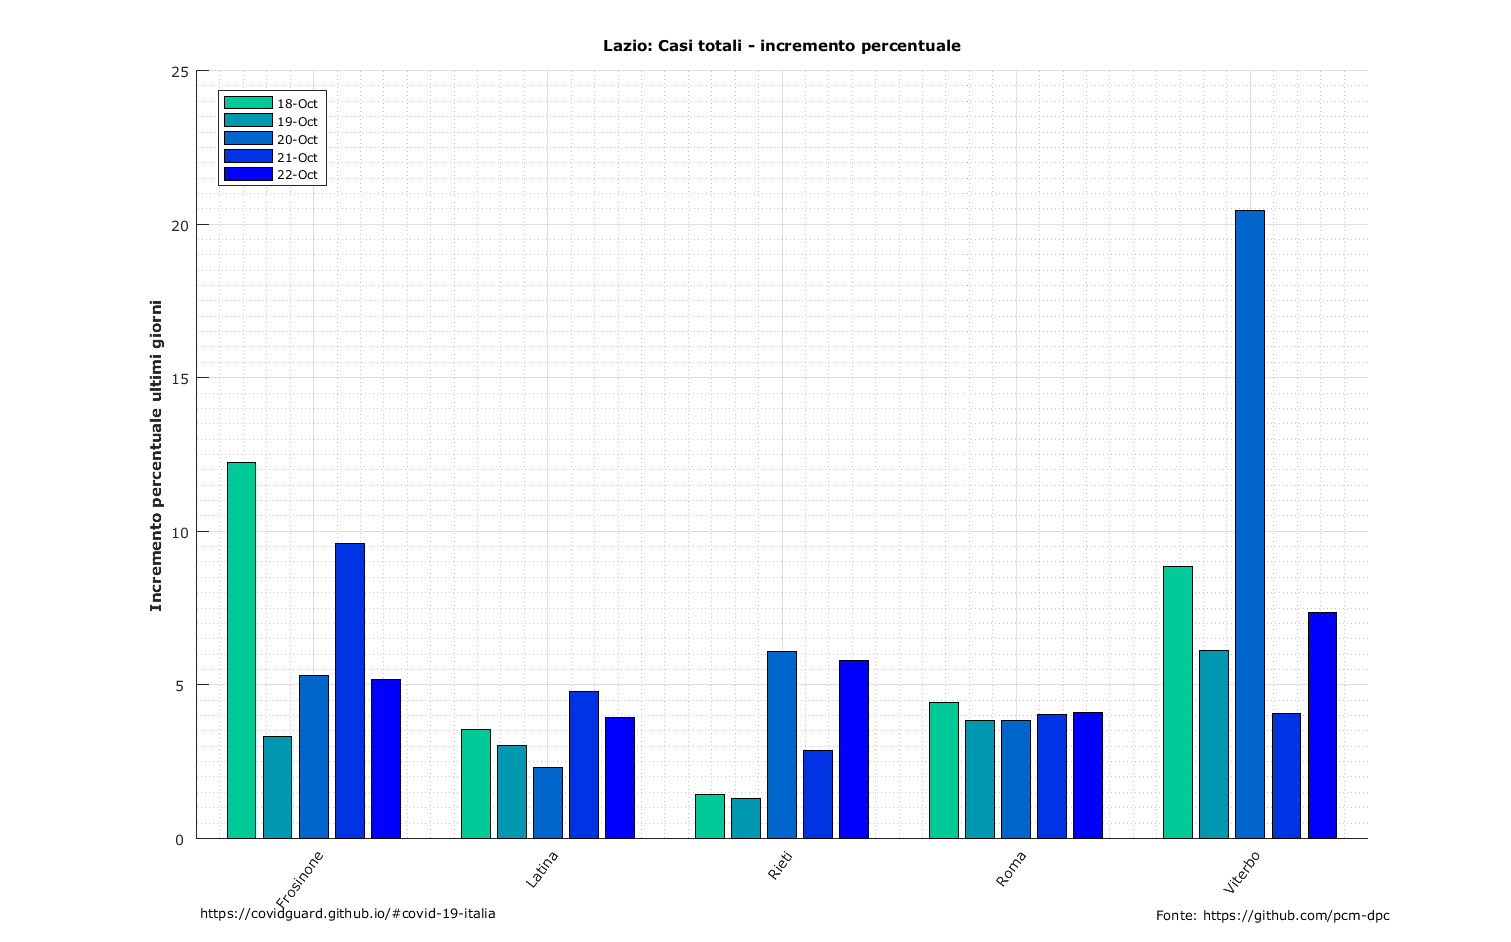 Lazio: Casi totali - incremento percentuale
25
20
15
10
5
0
Incremento percentuale ultimi giorni
18-Oct
19-Oct
20-Oct
21-Oct
22-Oct
Frosinone
Latina
Rieti
Roma
Viterbo
https://covidguard.github.io/#covid-19-italia
Fonte: https://github.com/pcm-dpc